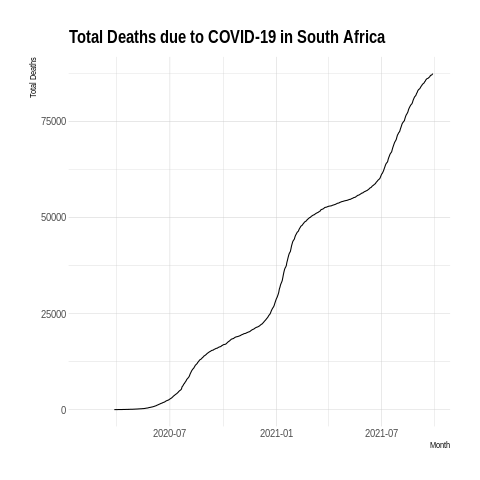 Total Deaths due to COVID-19 in South Africa
Total Deaths
75000
50000
25000
0
2020-07
2021-01
2021-07
Month